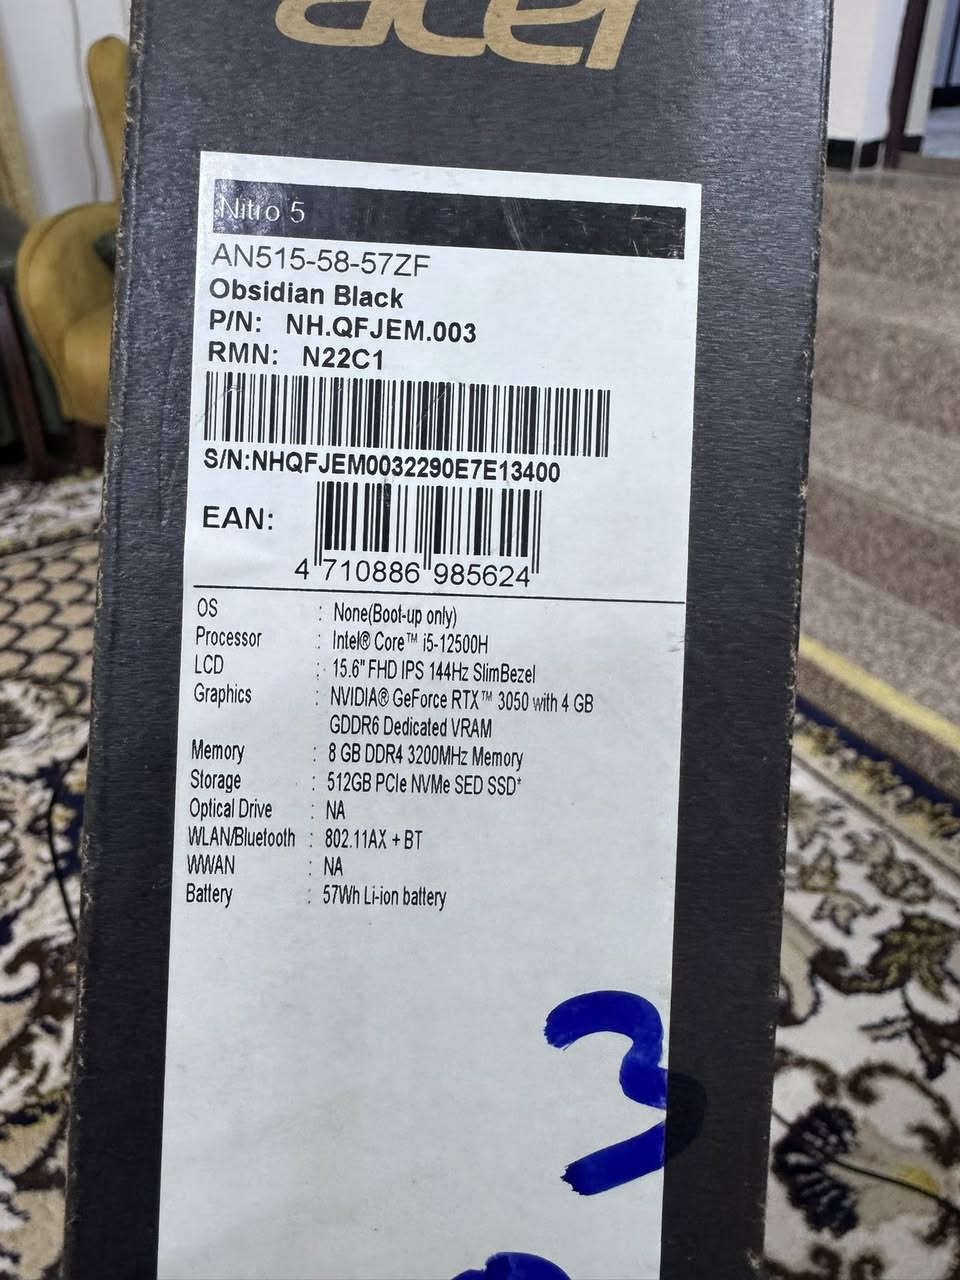 acer
Nitro 5
AN515-58-57ZF
Obsidian Black
P/N: NH.QFJEM.003
RMN: N22C1
S/N:NHQFJEM0032290E7E13400
EAN:
4 710886 985624
OS : None(Boot-up only)
Processor : Intel® Core™ i5-12500H
LCD : 15.6" FHD IPS 144Hz SlimBezel
Graphics : NVIDIA® GeForce RTX™ 3050 with 4 GB
GDDR6 Dedicated VRAM
Memory : 8 GB DDR4 3200MHz Memory
Storage : 512GB PCIe NVMe SED SSD*
Optical Drive : NA
WLAN/Bluetooth : 802.11AX + BT
WWAN : NA
Battery : 57Wh Li-ion battery